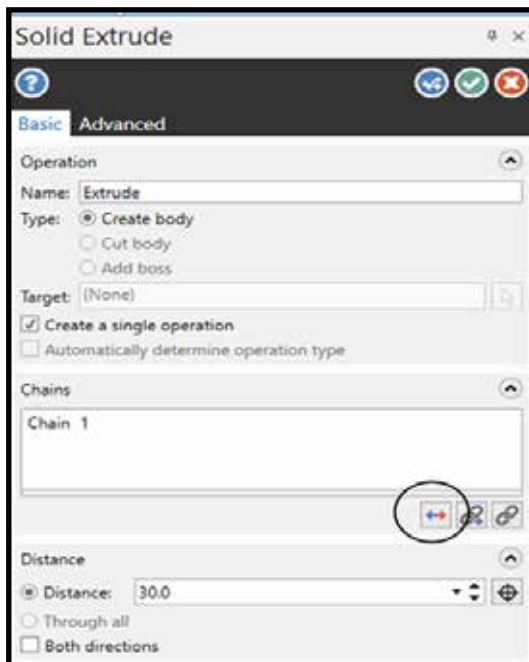 Solid Extrude
Basic Advanced
Operation
Name: Extrude
Type: Create body
Cut body
Add boss
Target: (None)
Create a single operation
Automatically determine operation type
Chains
Chain 1
Distance
Distance: 30.0
Through all
Both directions